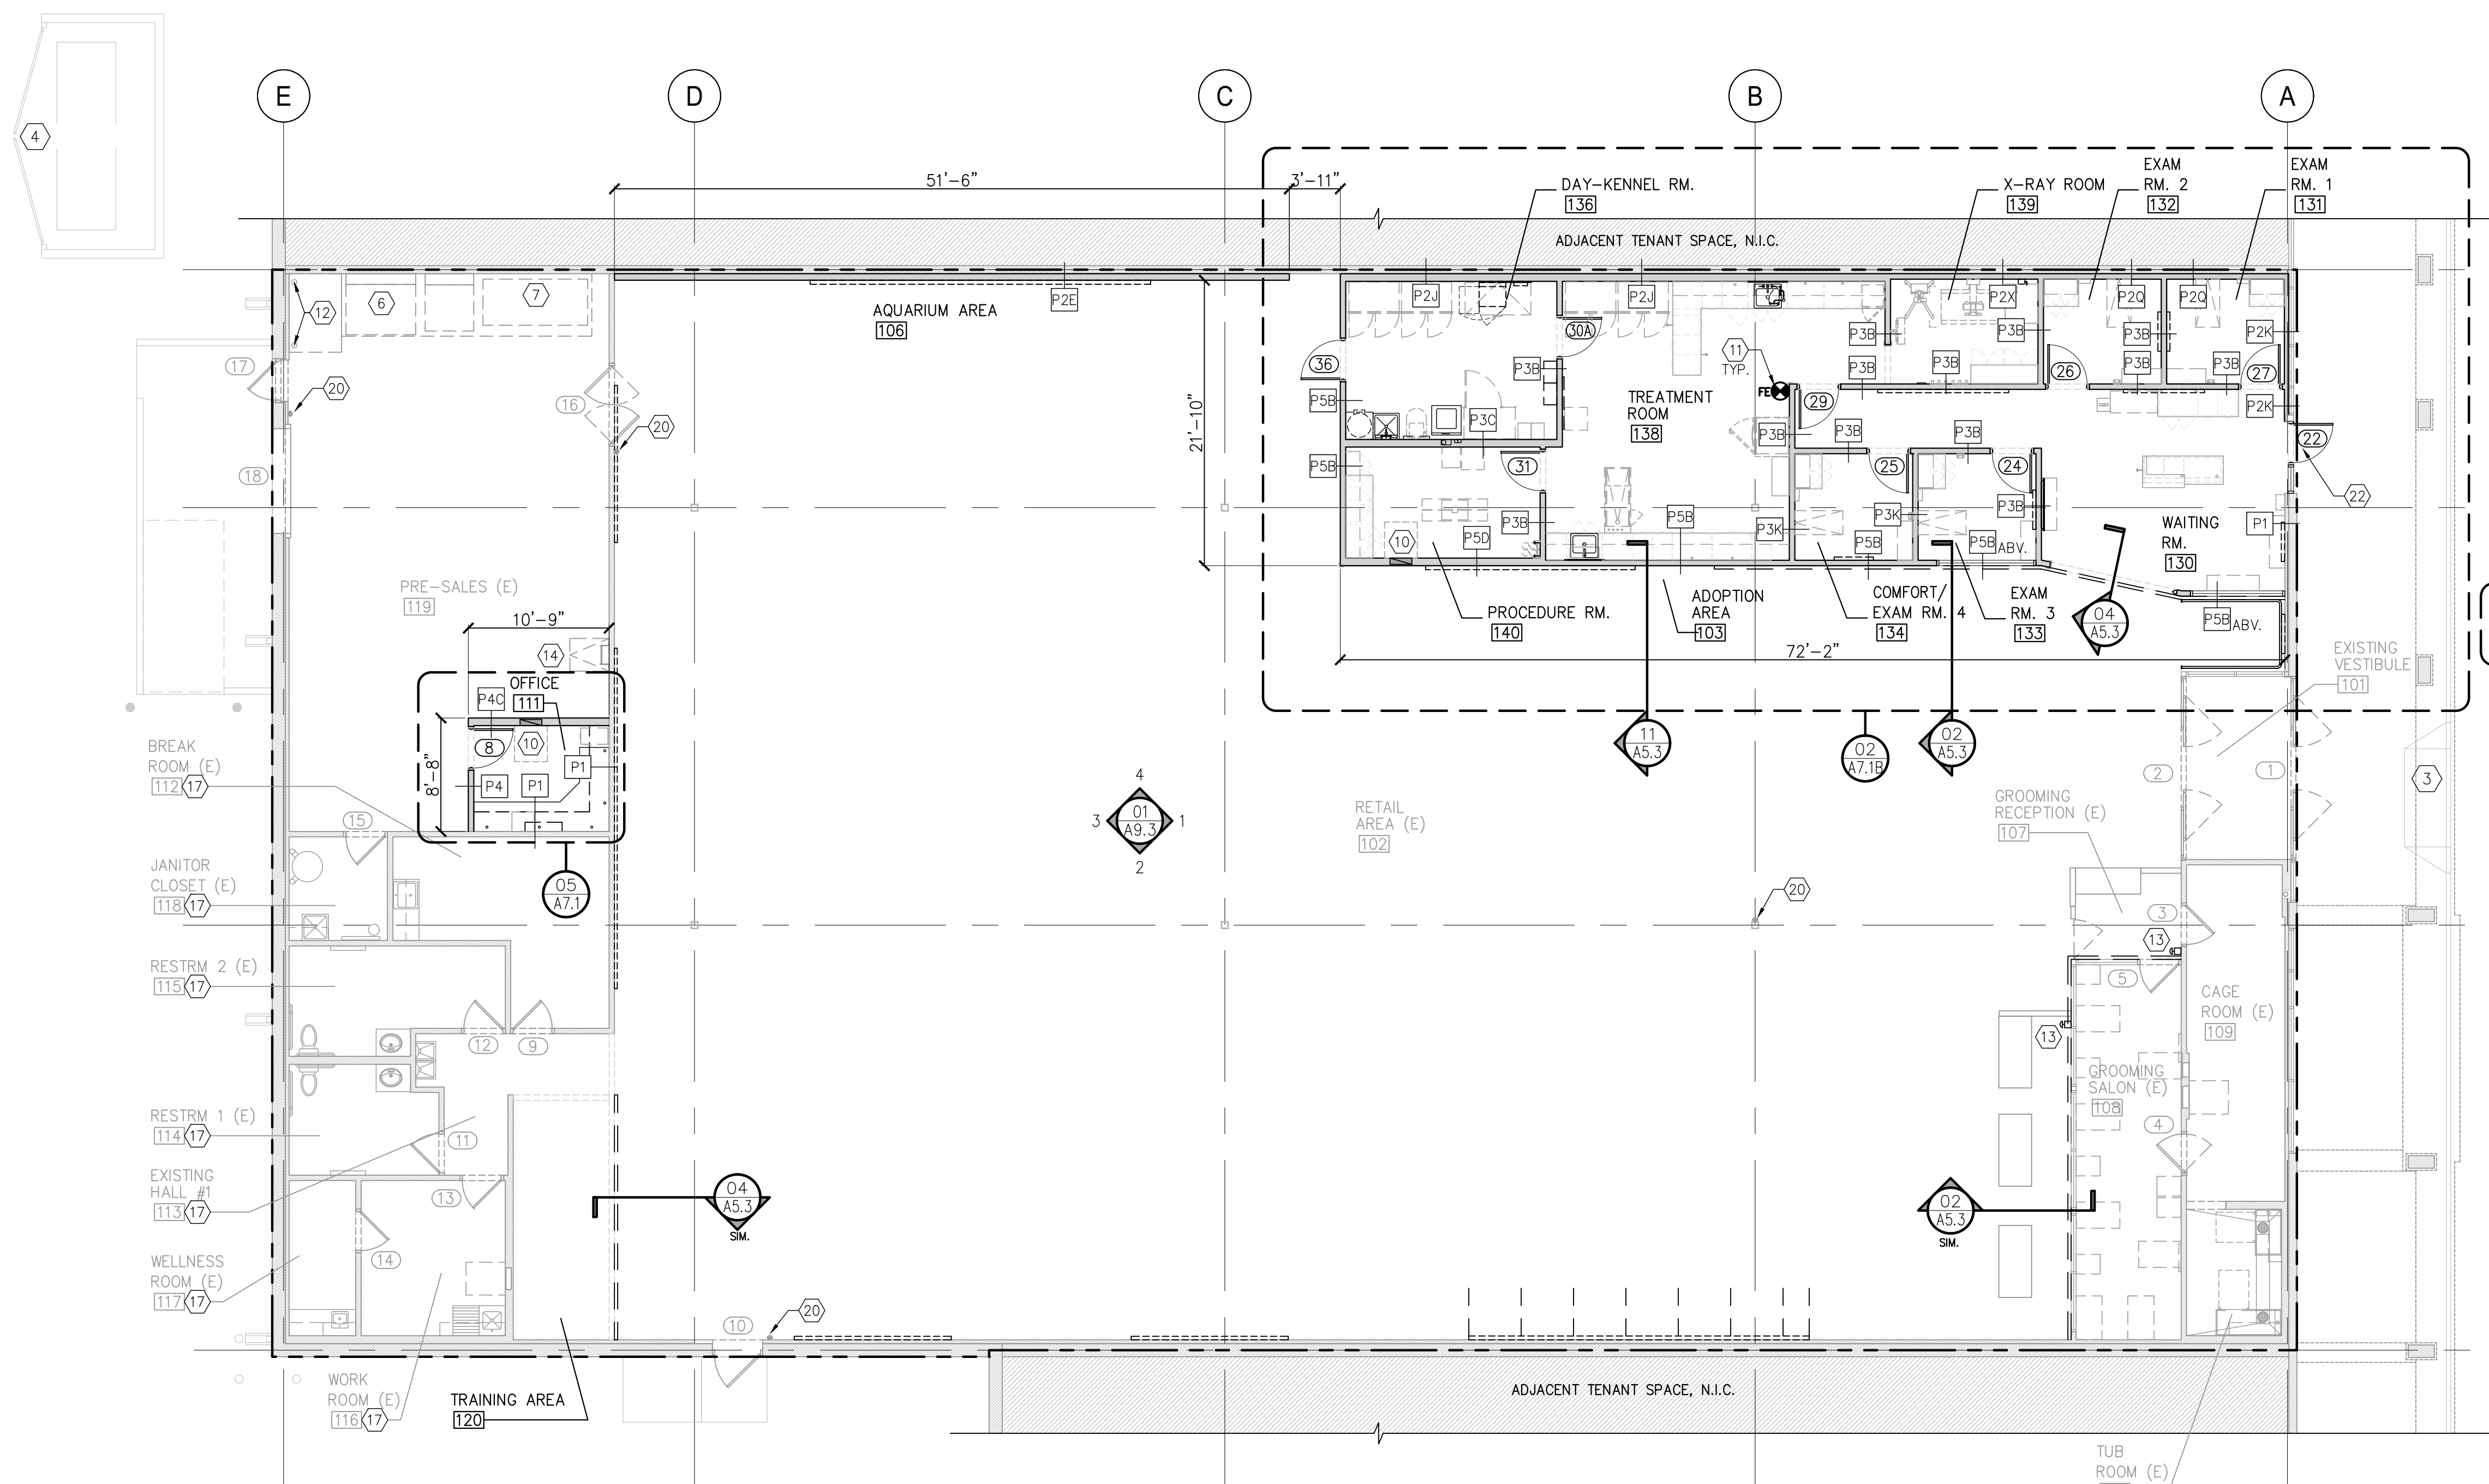 E
D
C
B
A
4
51'-6"
3'-11"
DAY-KENNEL RM.
136
X-RAY ROOM
139
EXAM
RM. 2
132
EXAM
RM. 1
131
ADJACENT TENANT SPACE, N.I.C.
12
6
7
AQUARIUM AREA
106
P2E
P2J
P2J
P2X
P2Q
P2Q
17
20
16
20
18
36
30A
P3B
P5B
P3C
11
TYP.
FE
P3B
P3B
P3B
P3B
P3B
P3B
P3B
P2K
P2K
26
27
29
TREATMENT
ROOM
138
P3B
P3B
P3B
22
22
21'-10"
P5B
31
25
24
P3B
P5B
P3K
P3K
P3B
P1
10
P5D
P5B
P5B
ABV.
WAITING
RM.
130
P5B
ABV.
PRE-SALES (E)
119
10'-9"
14
PROCEDURE RM.
140
ADOPTION
AREA
103
COMFORT/
EXAM RM. 4
134
EXAM
RM. 3
133
04
A5.3
72'-2"
EXISTING
VESTIBULE
101
OFFICE
111
P4C
8
10
P1
P4
P1
8'-8"
05
A7.1
11
A5.3
02
A7.1B
02
A5.3
4
3
01
A9.3
1
2
RETAIL
AREA (E)
102
2
1
3
GROOMING
RECEPTION (E)
107
3
13
20
5
13
CAGE
ROOM (E)
109
GROOMING
SALON (E)
108
4
BREAK
ROOM (E)
112
17
15
JANITOR
CLOSET (E)
118
17
RESTRM 2 (E)
115
17
12
9
RESTRM 1 (E)
114
17
11
EXISTING
HALL #1
113
17
13
14
WELLNESS
ROOM (E)
117
17
04
A5.3
SIM.
02
A5.3
SIM.
10
20
WORK
ROOM (E)
116
17
TRAINING AREA
120
ADJACENT TENANT SPACE, N.I.C.
TUB
ROOM (E)